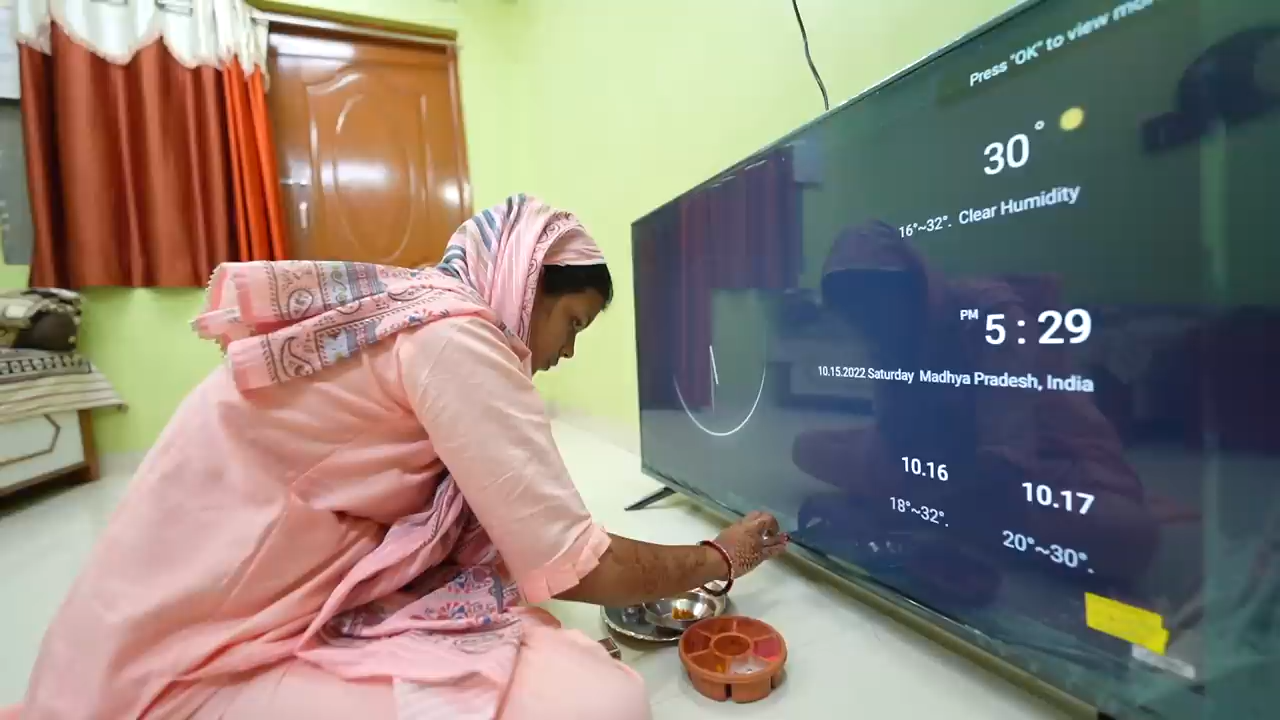 Press "OK" to view
30°
16°~32°. Clear Humidity
PM 5 : 29
10.15.2022 Saturday Madhya Pradesh, India
10.16 10.17
18°~32°. 20°~30°.